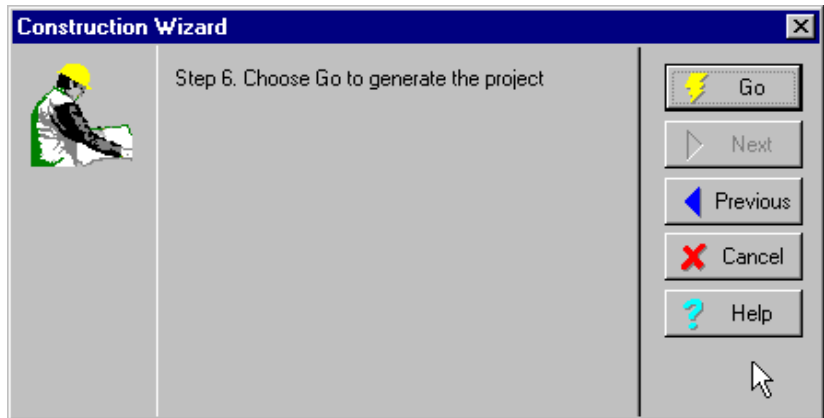 Construction Wizard
Step 6. Choose Go to generate the project
Go
Next
Previous
Cancel
Help